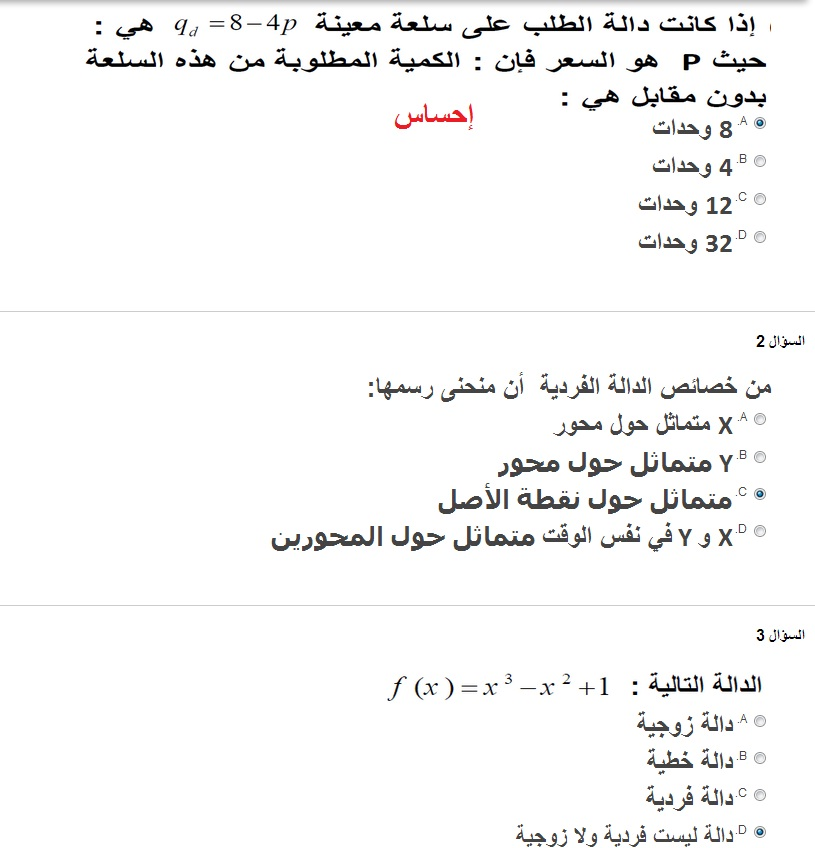 إذا كانت دالة الطلب على سلعة معينة q_d = 8 − 4p هي :
حيث P هو السعر فإن : الكمية المطلوبة من هذه السلعة
بدون مقابل هي :
إحساس
A. 8 وحدات
B. 4 وحدات
C. 12 وحدات
D. 32 وحدات
السؤال 2
من خصائص الدالة الفردية أن منحنى رسمها:
A. X متماثل حول محور
B. Y متماثل حول محور
C. متماثل حول نقطة الأصل
D. X و Y في نفس الوقت متماثل حول المحورين
السؤال 3
الدالة التالية : f (x) = x³ − x² + 1
A. دالة زوجية
B. دالة خطية
C. دالة فردية
D. دالة ليست فردية ولا زوجية